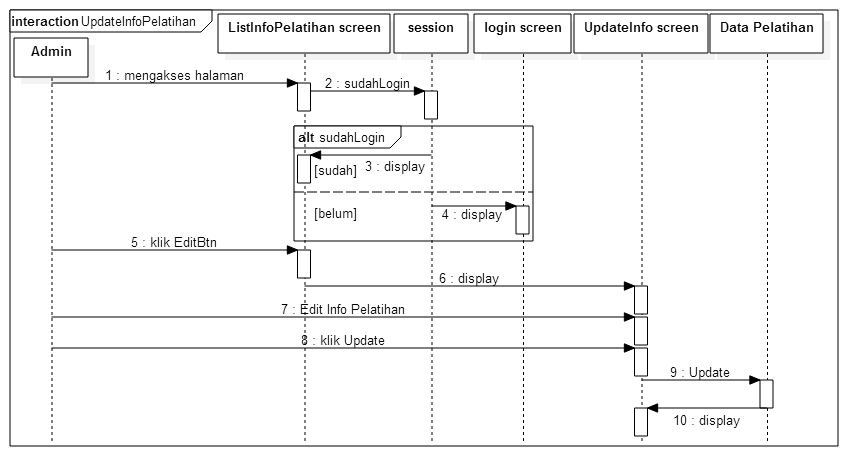 interaction UpdateInfoPelatihan
ListInfoPelatihan screen
session
login screen
UpdateInfo screen
Data Pelatihan
Admin
1 : mengakses halaman
2 : sudahLogin
alt sudahLogin
3 : display
[sudah]
[belum]
4 : display
5 : klik EditBtn
6 : display
7 : Edit Info Pelatihan
8 : klik Update
9 : Update
10 : display